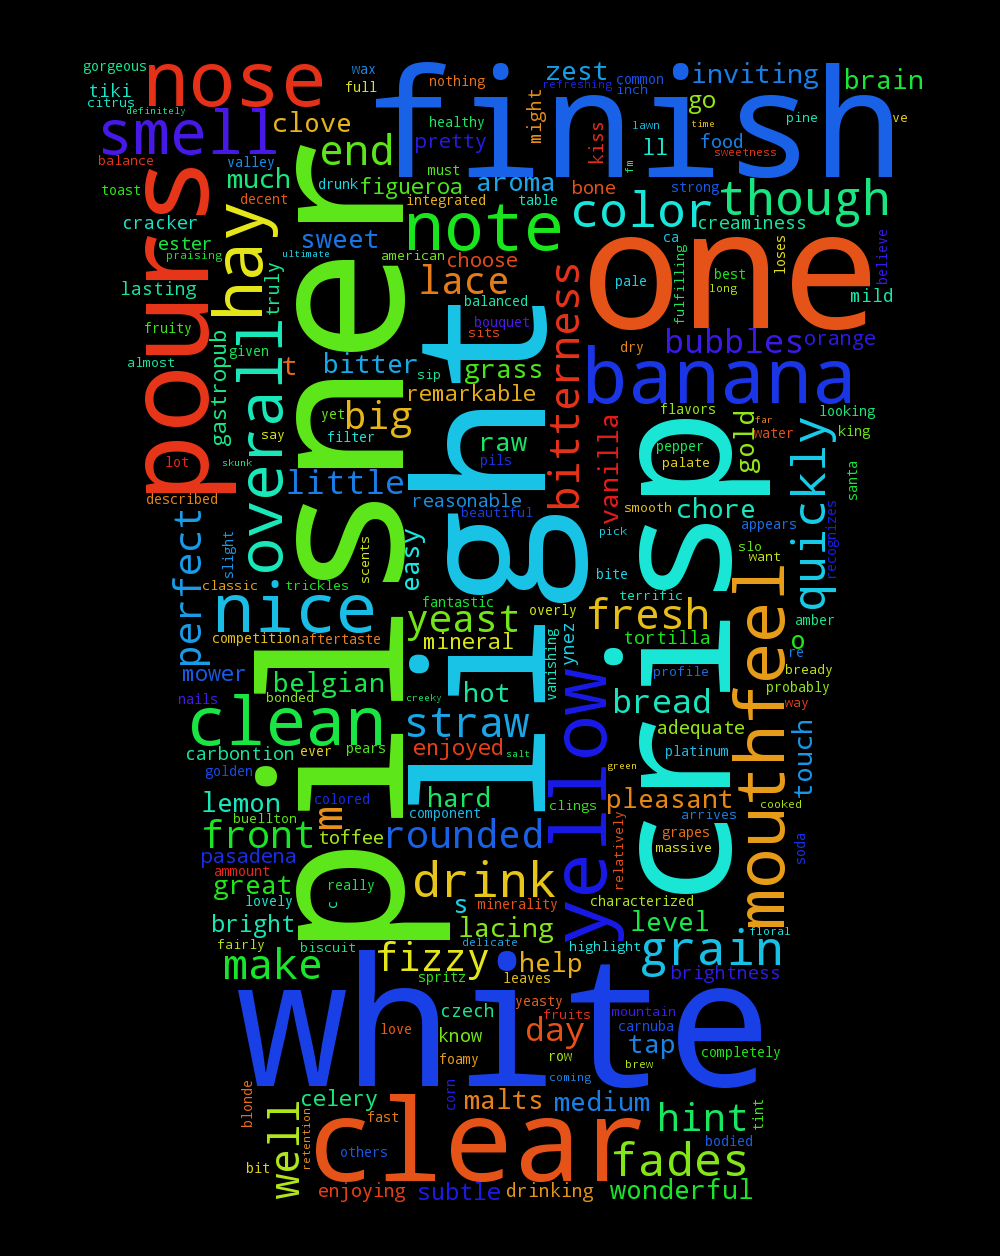 gorgeous
nose
wax
full
nothing
finish
zest
refreshing
common
inch
inviting
brain
tiki
citrus
definitely
smell
clove
healthy
pretty
might
kiss
lawn
ll
go
time
food
pine
ve
sweetness
balance
valley
end
must
fm
toast
much
decent
drunk
figueroa
integrated
aroma
table
bone
strong
color
though
creaminess
pours
hay
cracker
ester
praising
sweet
ultimate
note
american
choose
ca
one
loses
believe
lasting
truly
lace
balanced
bouquet
sits
pale
fulfilling
best
long
mild
fruity
almost
gastropub
given
overall
t
bitter
sip
grass
bitterness
dry
bubbles
orange
pilsner
light
remarkable
banana
say
yet
filter
big
raw
pils
vanilla
flavors
pepper
palate
gold
far
water
looking
king
lot
skunk
described
little
reasonable
beautiful
smooth
pick
chore
appears
quickly
santa
recognizes
perfect
slight
scents
easy
crisp
slo
want
classic
trickles
bite
terrific
nice
fantastic
yeast
overly
fresh
amber
competition
aftertaste
mineral
vanishing
ynez
tortilla
o
re
mouthfeel
bready
mower
belgian
creeky
hot
profile
probably
nails
bonded
clean
straw
yellow
bread
way
adequate
carbontion
ever
pears
enjoyed
salt
platinum
touch
golden
green
lemon
colored
m
hard
component
clings
pleasant
arrives
cooked
buellton
front
toffee
rounded
relatively
grapes
massive
soda
pasadena
ammount
great
really
drink
lovely
c
s
minerality
characterized
bright
lacing
level
floral
fairly
biscuit
delicate
highlight
grain
make
fizzy
spritz
help
leaves
brightness
white
love
czech
yeasty
fruits
mountain
know
day
carnuba
tap
completely
foamy
row
brew
coming
blonde
celery
corn
malts
medium
hint
tint
well
retention
fast
clear
bodied
others
fades
bit
enjoying
subtle
drinking
wonderful